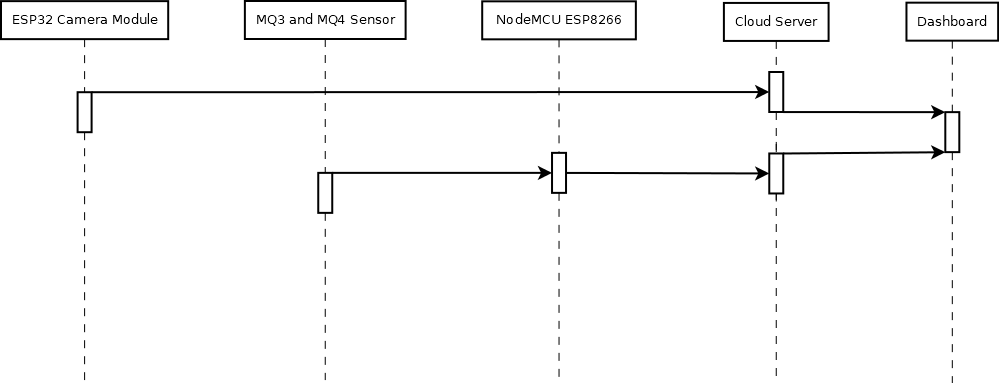 ESP32 Camera Module
MQ3 and MQ4 Sensor
NodeMCU ESP8266
Cloud Server
Dashboard